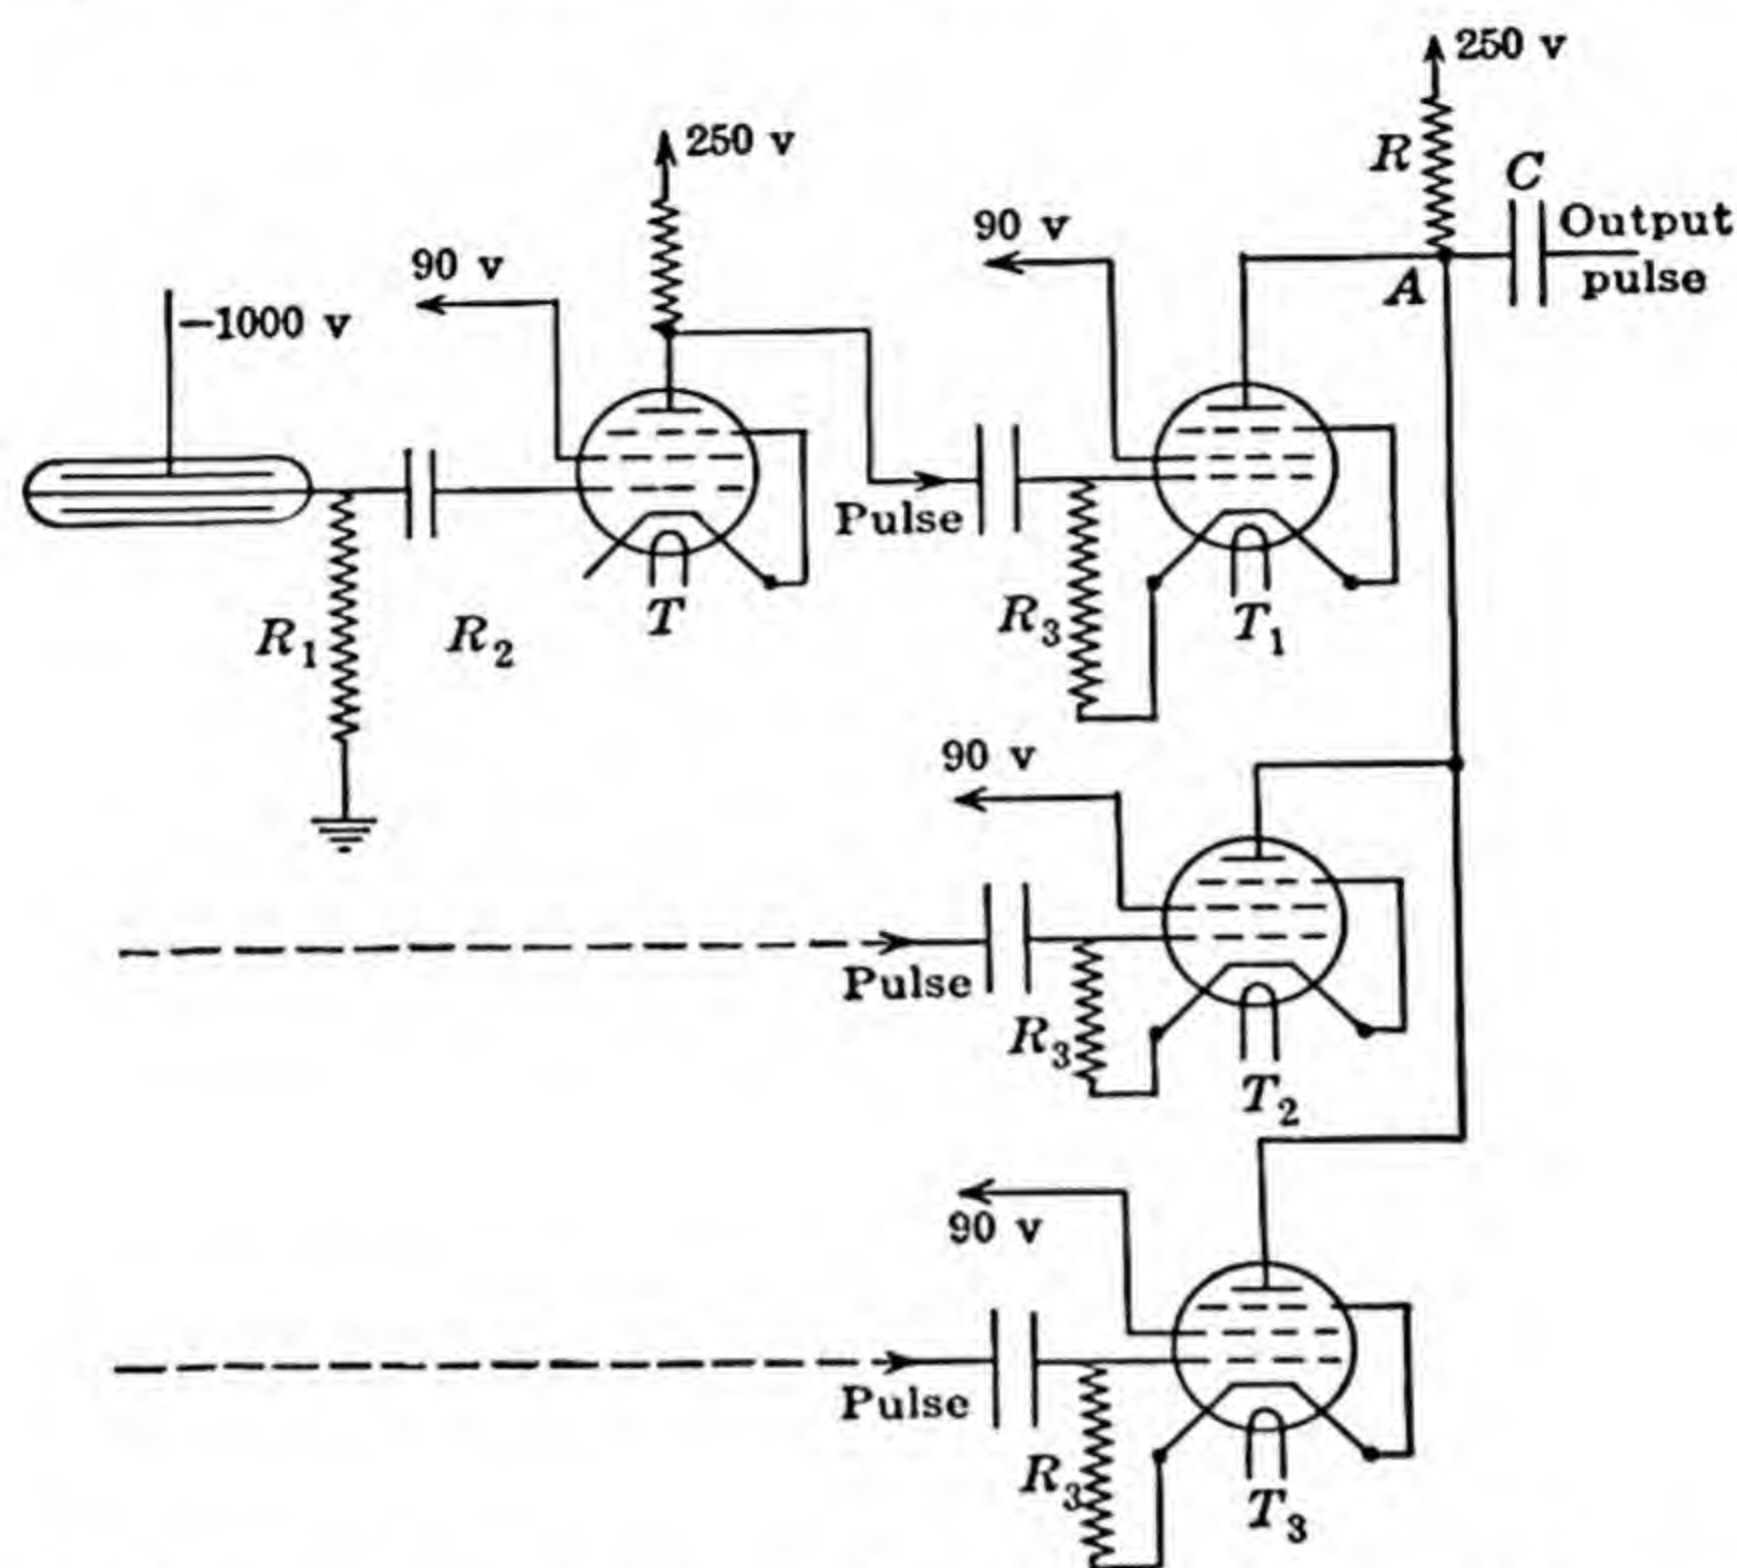 250 v
R
C
Output
pulse
A
250 v
90 v
90 v
−1000 v
Pulse
R1
R2
T
R3
T1
90 v
Pulse
R3
T2
90 v
Pulse
R3
T3